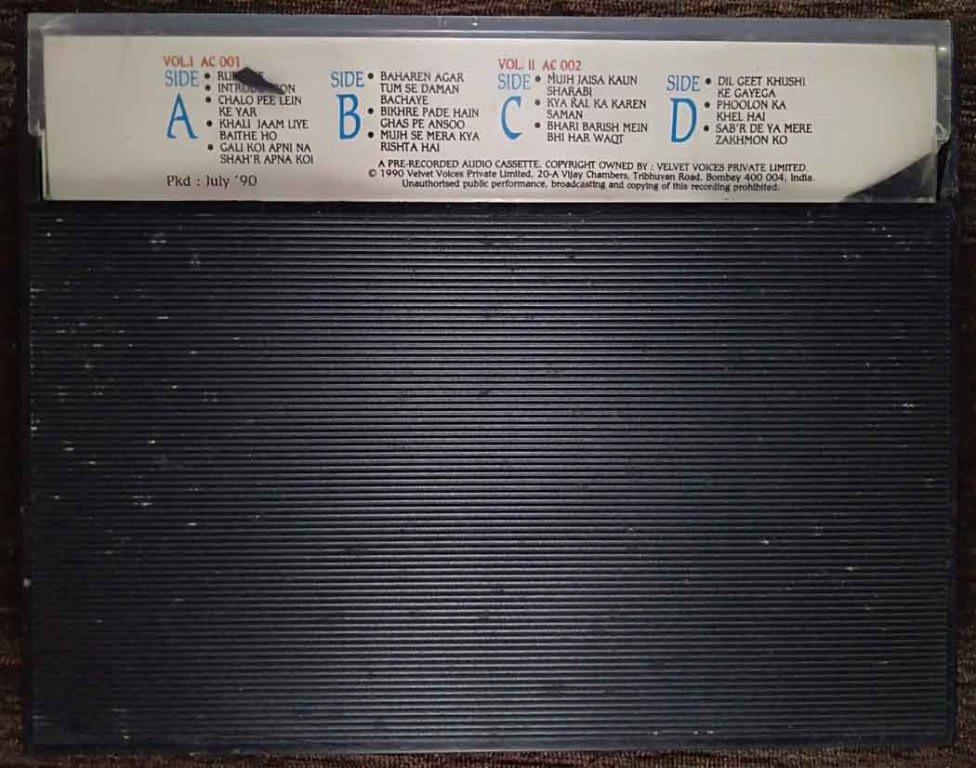 VOL.I AC 001
SIDE A
•
•
• CHALO PEE LEIN
KE YAR
• KHALI JAAM LIYE
BAITHE HO
• GALI KOI APNI NA
SHAH'R APNA KOI
SIDE B
• BAHAREN AGAR
TUM SE DAMAN
BACHAYE
• BIKHRE PADE HAIN
GHAS PE ANSOO
• MUJH SE MERA KYA
RISHTA HAI
VOL. II AC 002
SIDE C
• MUJH JAISA KAUN
SHARABI
• KYA KAL KA KAREN
SAMAN
• BHARI BARISH MEIN
BHI HAR WAQT
SIDE D
• DIL GEET KHUSHI
KE GAYEGA
• PHOOLON KA
KHEL HAI
• SAB'R DE YA MERE
ZAKHMON KO
A PRE-RECORDED AUDIO CASSETTE. COPYRIGHT OWNED BY : VELVET VOICES PRIVATE LIMITED.
© 1990 Velvet Voices Private Limited, 20-A Vijay Chambers, Tribhuvan Road, Bombay 400 004, India.
Unauthorised public performance, broadcasting and copying of this recording prohibited.
Pkd : July '90